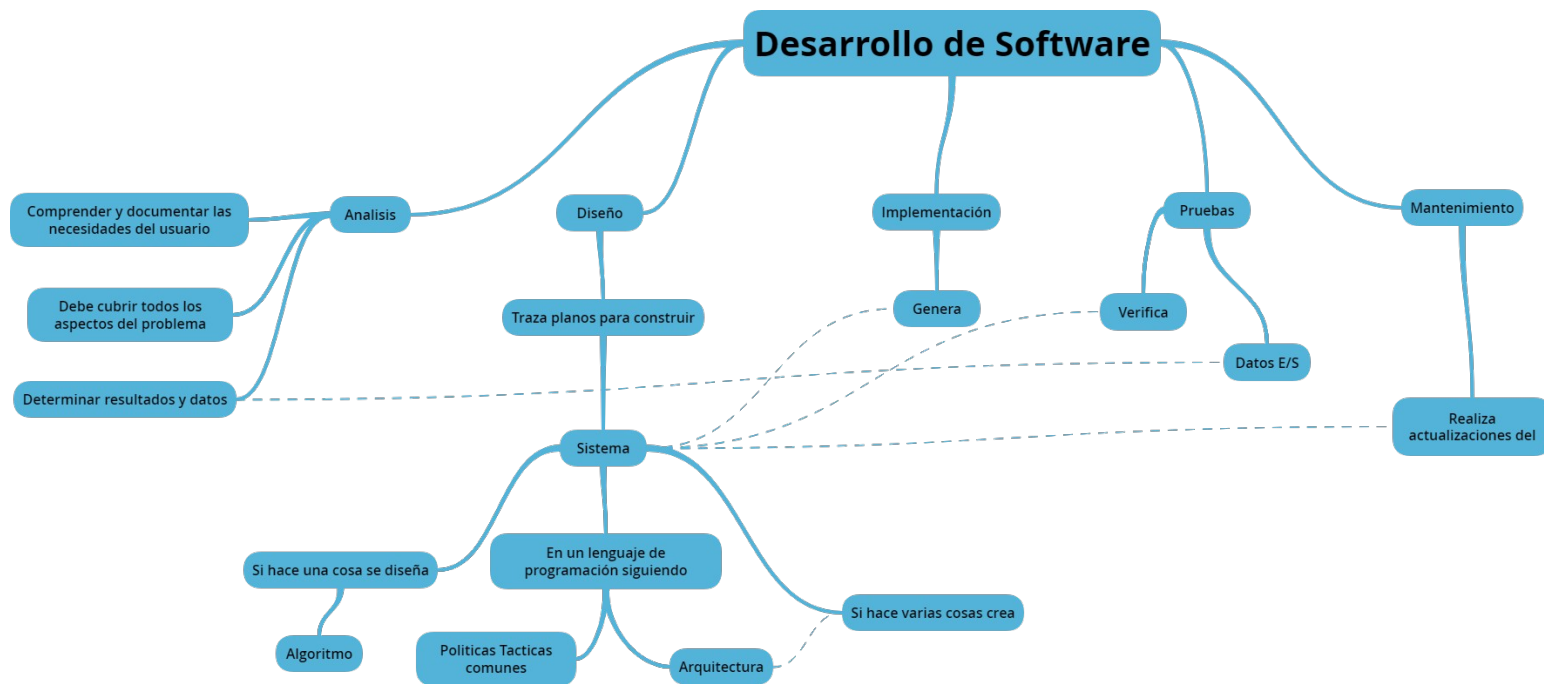 Desarrollo de Software
Comprender y documentar las
necesidades del usuario
Analisis
Diseño
Implementación
Pruebas
Mantenimiento
Debe cubrir todos los
aspectos del problema
Traza planos para construir
Genera
Verifica
Datos E/S
Determinar resultados y datos
Realiza
actualizaciones del
Sistema
Si hace una cosa se diseña
En un lenguaje de
programación siguiendo
Si hace varias cosas crea
Algoritmo
Politicas Tacticas
comunes
Arquitectura